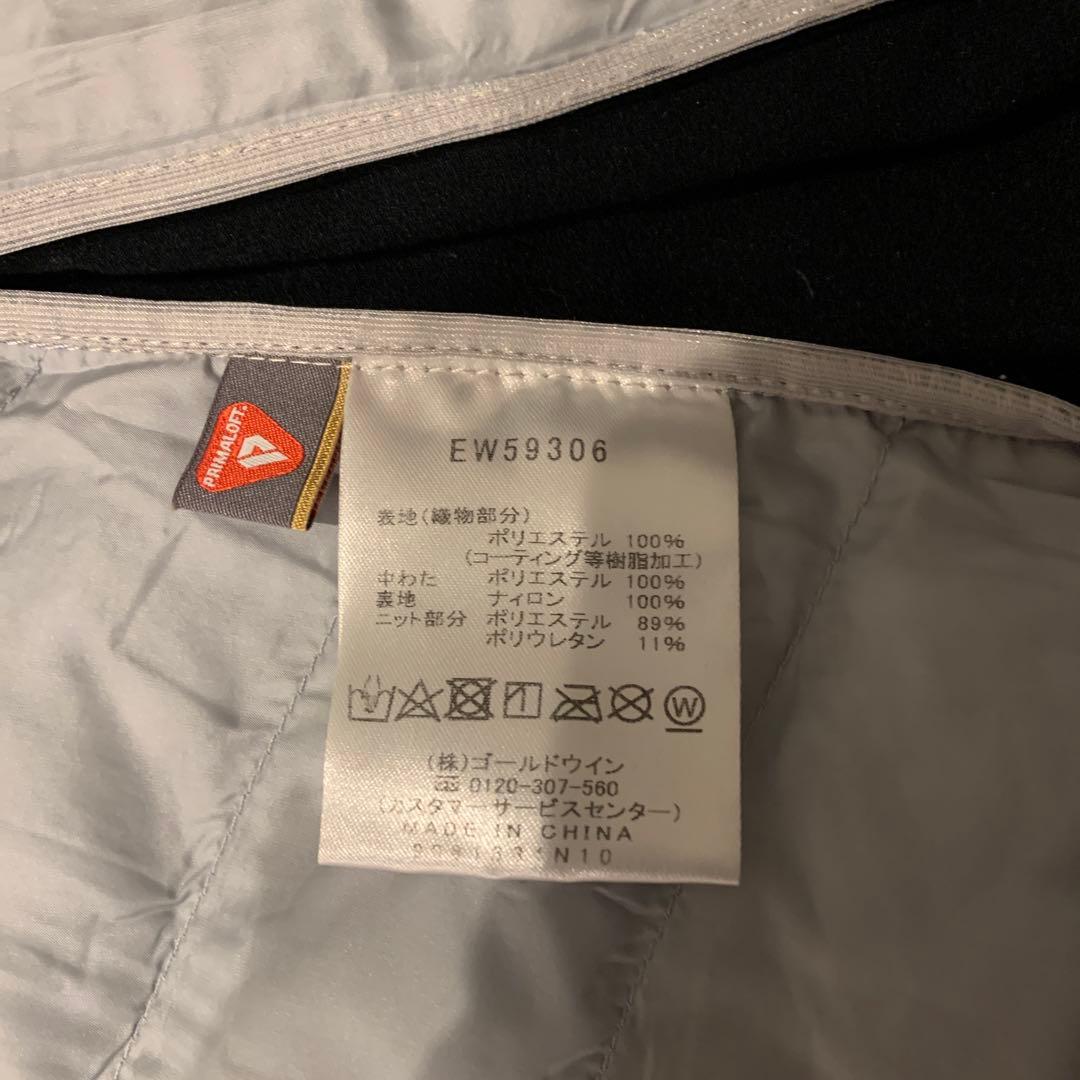 PRIMALOFT
EW59306
表地(織物部分)
ポリエステル 100%
(コーティング等樹脂加工)
中わた ポリエステル 100%
裏地 ナイロン 100%
ニット部分 ポリエステル 89%
ポリウレタン 11%
W
(株)ゴールドウイン
0120-307-560
(カスタマーサービスセンター)
MADE IN CHINA